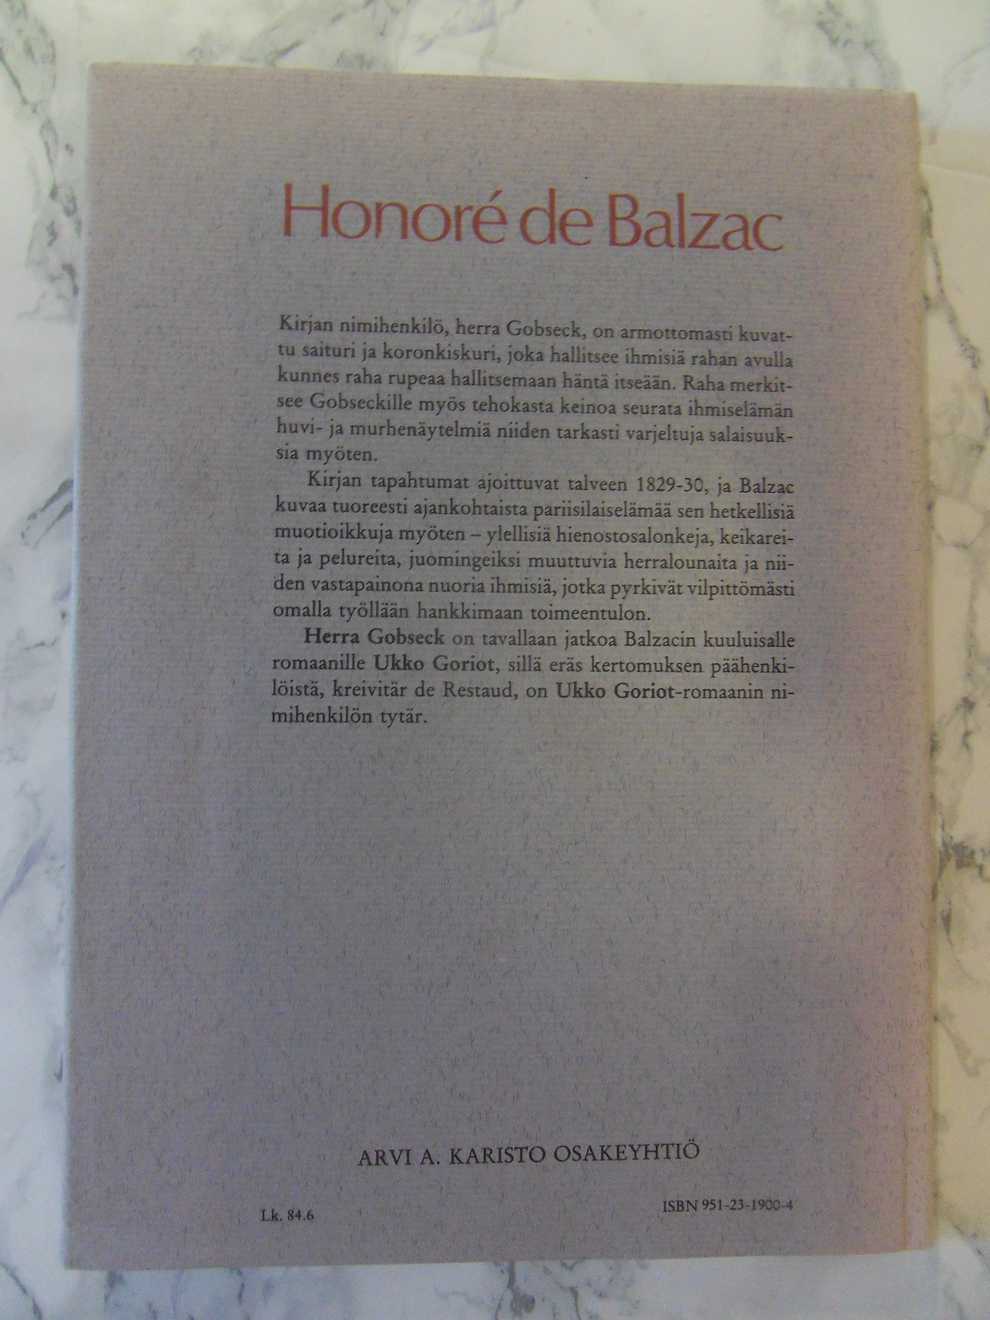 Honoré de Balzac
Kirjan nimihenkilö, herra Gobseck, on armottomasti kuvat-
tu saituri ja koronkiskuri, joka hallitsee ihmisiä rahan avulla
kunnes raha rupeaa hallitsemaan häntä itseään. Raha merkit-
see Gobseckille myös tehokasta keinoa seurata ihmiselämän
huvi- ja murhenäytelmiä niiden tarkasti varjeltuja salaisuuk-
sia myöten.
Kirjan tapahtumat ajoittuvat talveen 1829-30, ja Balzac
kuvaa tuoreesti ajankohtaista pariisilaiselämää sen hetkellisiä
muotioikkuja myöten – ylellisiä hienostosalonkeja, keikarei-
ta ja pelureita, juomingeiksi muuttuvia herralounaita ja nii-
den vastapainona nuoria ihmisiä, jotka pyrkivät vilpittömästi
omalla työllään hankkimaan toimeentulon.
Herra Gobseck on tavallaan jatkoa Balzacin kuuluisalle
romaanille Ukko Goriot, sillä eräs kertomuksen päähenki-
löistä, kreivitär de Restaud, on Ukko Goriot-romaanin ni-
mihenkilön tytär.
ARVI A. KARISTO OSAKEYHTIÖ
Lk. 84.6
ISBN 951-23-1900-4